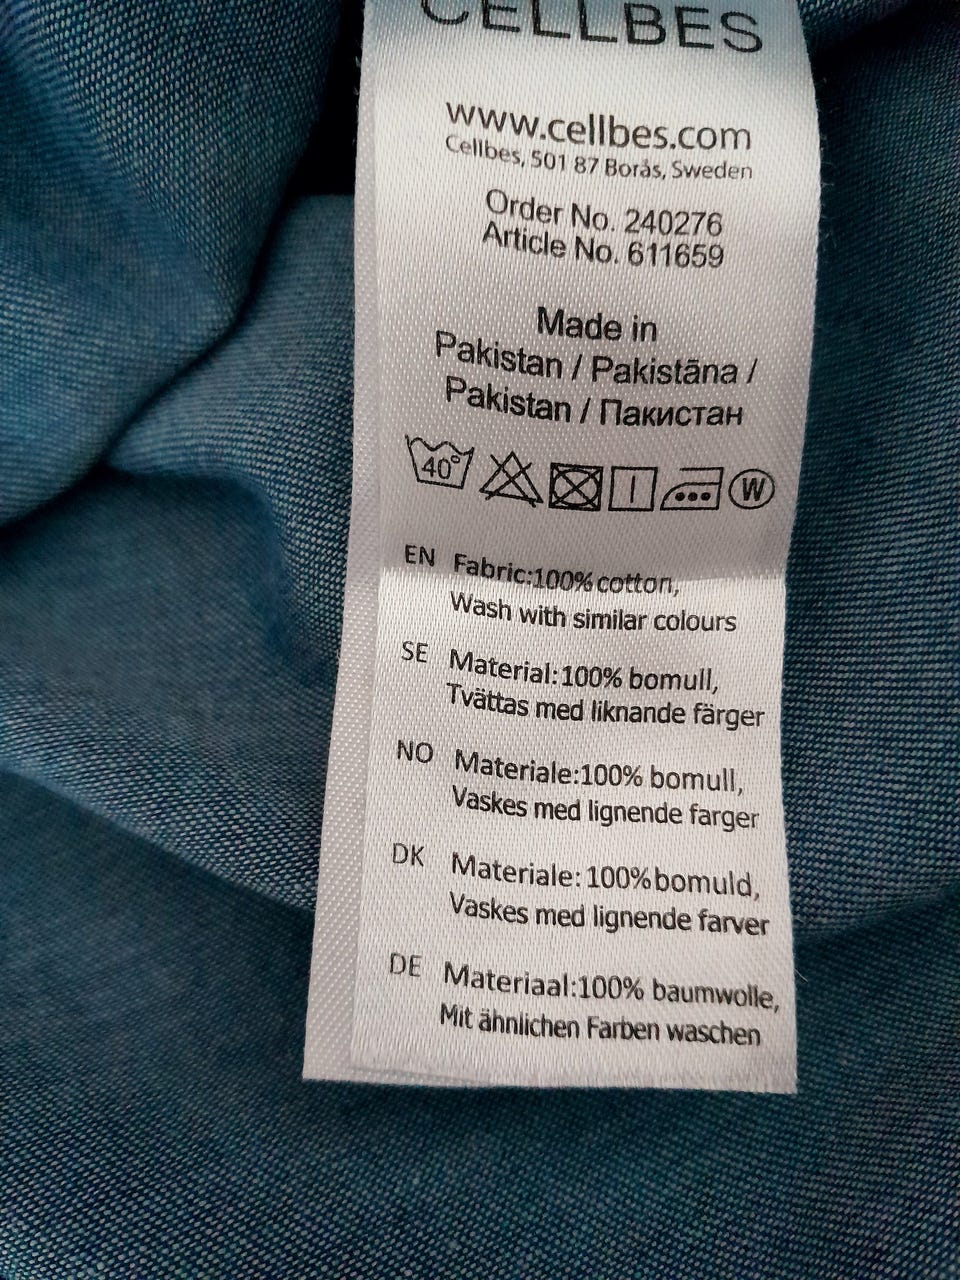 CELLBES
www.cellbes.com
Cellbes, 501 87 Borås, Sweden
Order No. 240276
Article No. 611659
Made in
Pakistan / Pakistāna /
Pakistan / Пакистан
40° W
EN Fabric:100% cotton,
Wash with similar colours
SE Material:100% bomull,
Tvättas med liknande färger
NO Materiale:100% bomull,
Vaskes med lignende farger
DK Materiale: 100% bomuld,
Vaskes med lignende farver
DE Materiaal:100% baumwolle,
Mit ähnlichen Farben waschen